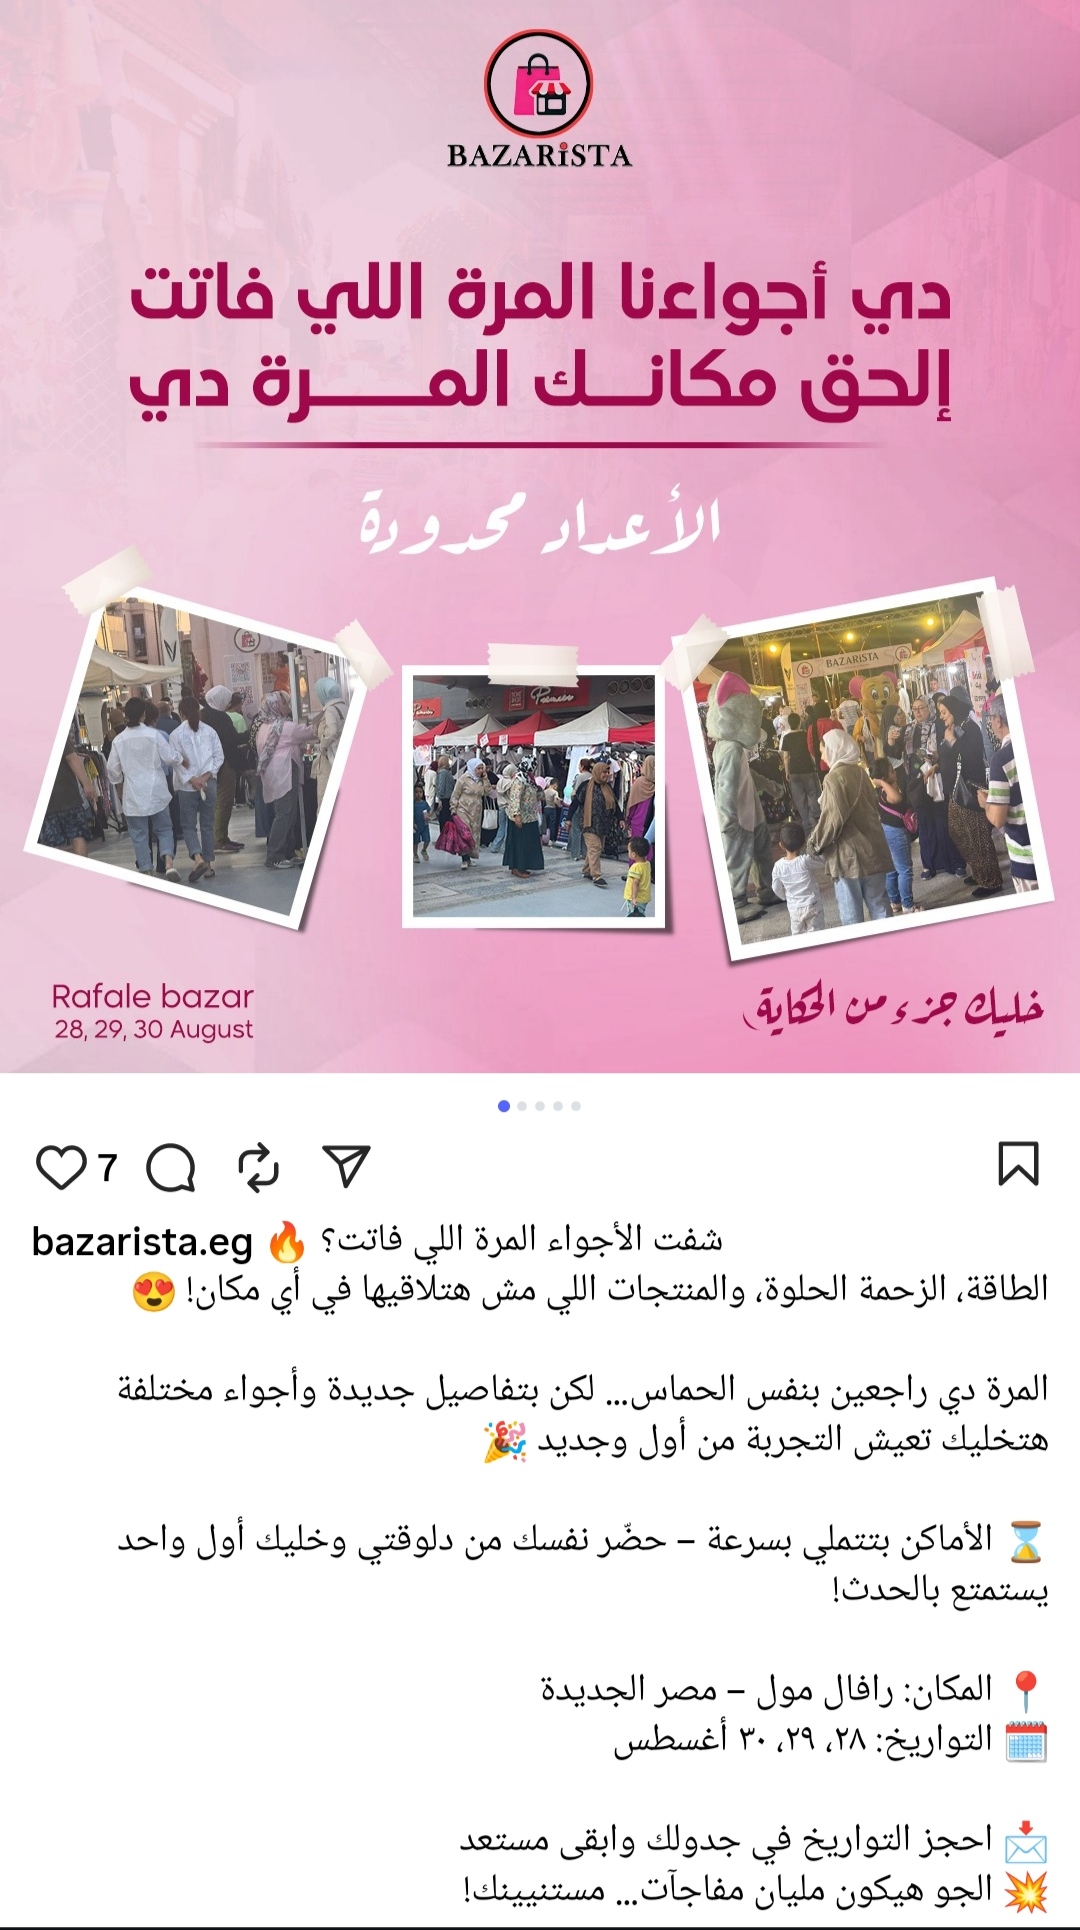 BAZARiSTA
دي أجواءنا المرة اللي فاتت
إلحق مكانـــك المـــــــرة دي
الأعداد محدودة
BAZARISTA
Premiero
Rafale bazar
28, 29, 30 August
خليك جزء من الحكاية
7
bazarista.eg 🔥 شفت الأجواء المرة اللي فاتت؟
الطاقة، الزحمة الحلوة، والمنتجات اللي مش هتلاقيها في أي مكان! 😍
المرة دي راجعين بنفس الحماس... لكن بتفاصيل جديدة وأجواء مختلفة
هتخليك تعيش التجربة من أول وجديد 🎉
⏳ الأماكن بتتملي بسرعة – حضّر نفسك من دلوقتي وخليك أول واحد
يستمتع بالحدث!
📍 المكان: رافال مول – مصر الجديدة
🗓️ التواريخ: ٢٨، ٢٩، ٣٠ أغسطس
📩 احجز التواريخ في جدولك وابقى مستعد
💥 الجو هيكون مليان مفاجآت... مستنيينك!